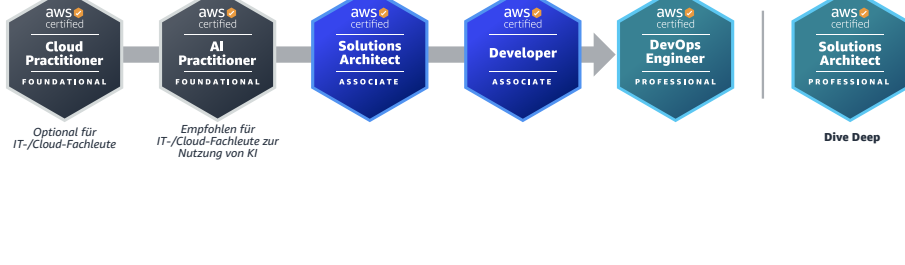 aws
certified
Cloud
Practitioner
FOUNDATIONAL
Optional für
IT-/Cloud-Fachleute
aws
certified
AI
Practitioner
FOUNDATIONAL
Empfohlen für
IT-/Cloud-Fachleute zur
Nutzung von KI
aws
certified
Solutions
Architect
ASSOCIATE
aws
certified
Developer
ASSOCIATE
aws
certified
DevOps
Engineer
PROFESSIONAL
aws
certified
Solutions
Architect
PROFESSIONAL
Dive Deep